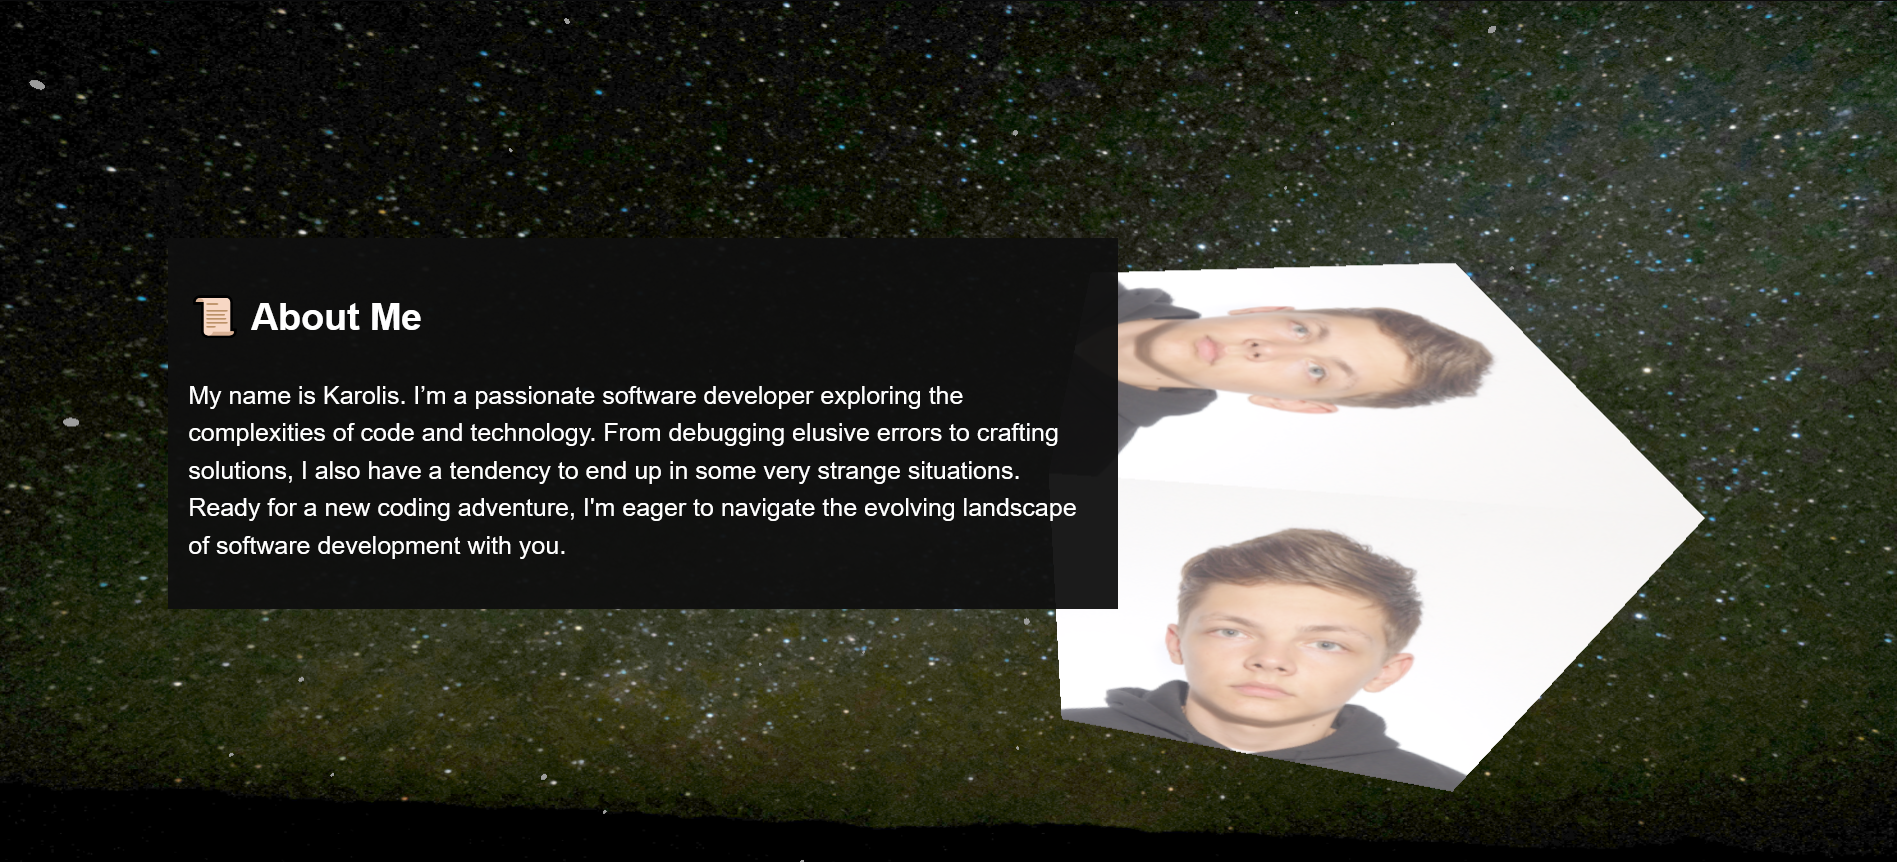 About Me
My name is Karolis. I’m a passionate software developer exploring the
complexities of code and technology. From debugging elusive errors to crafting
solutions, I also have a tendency to end up in some very strange situations.
Ready for a new coding adventure, I'm eager to navigate the evolving landscape
of software development with you.